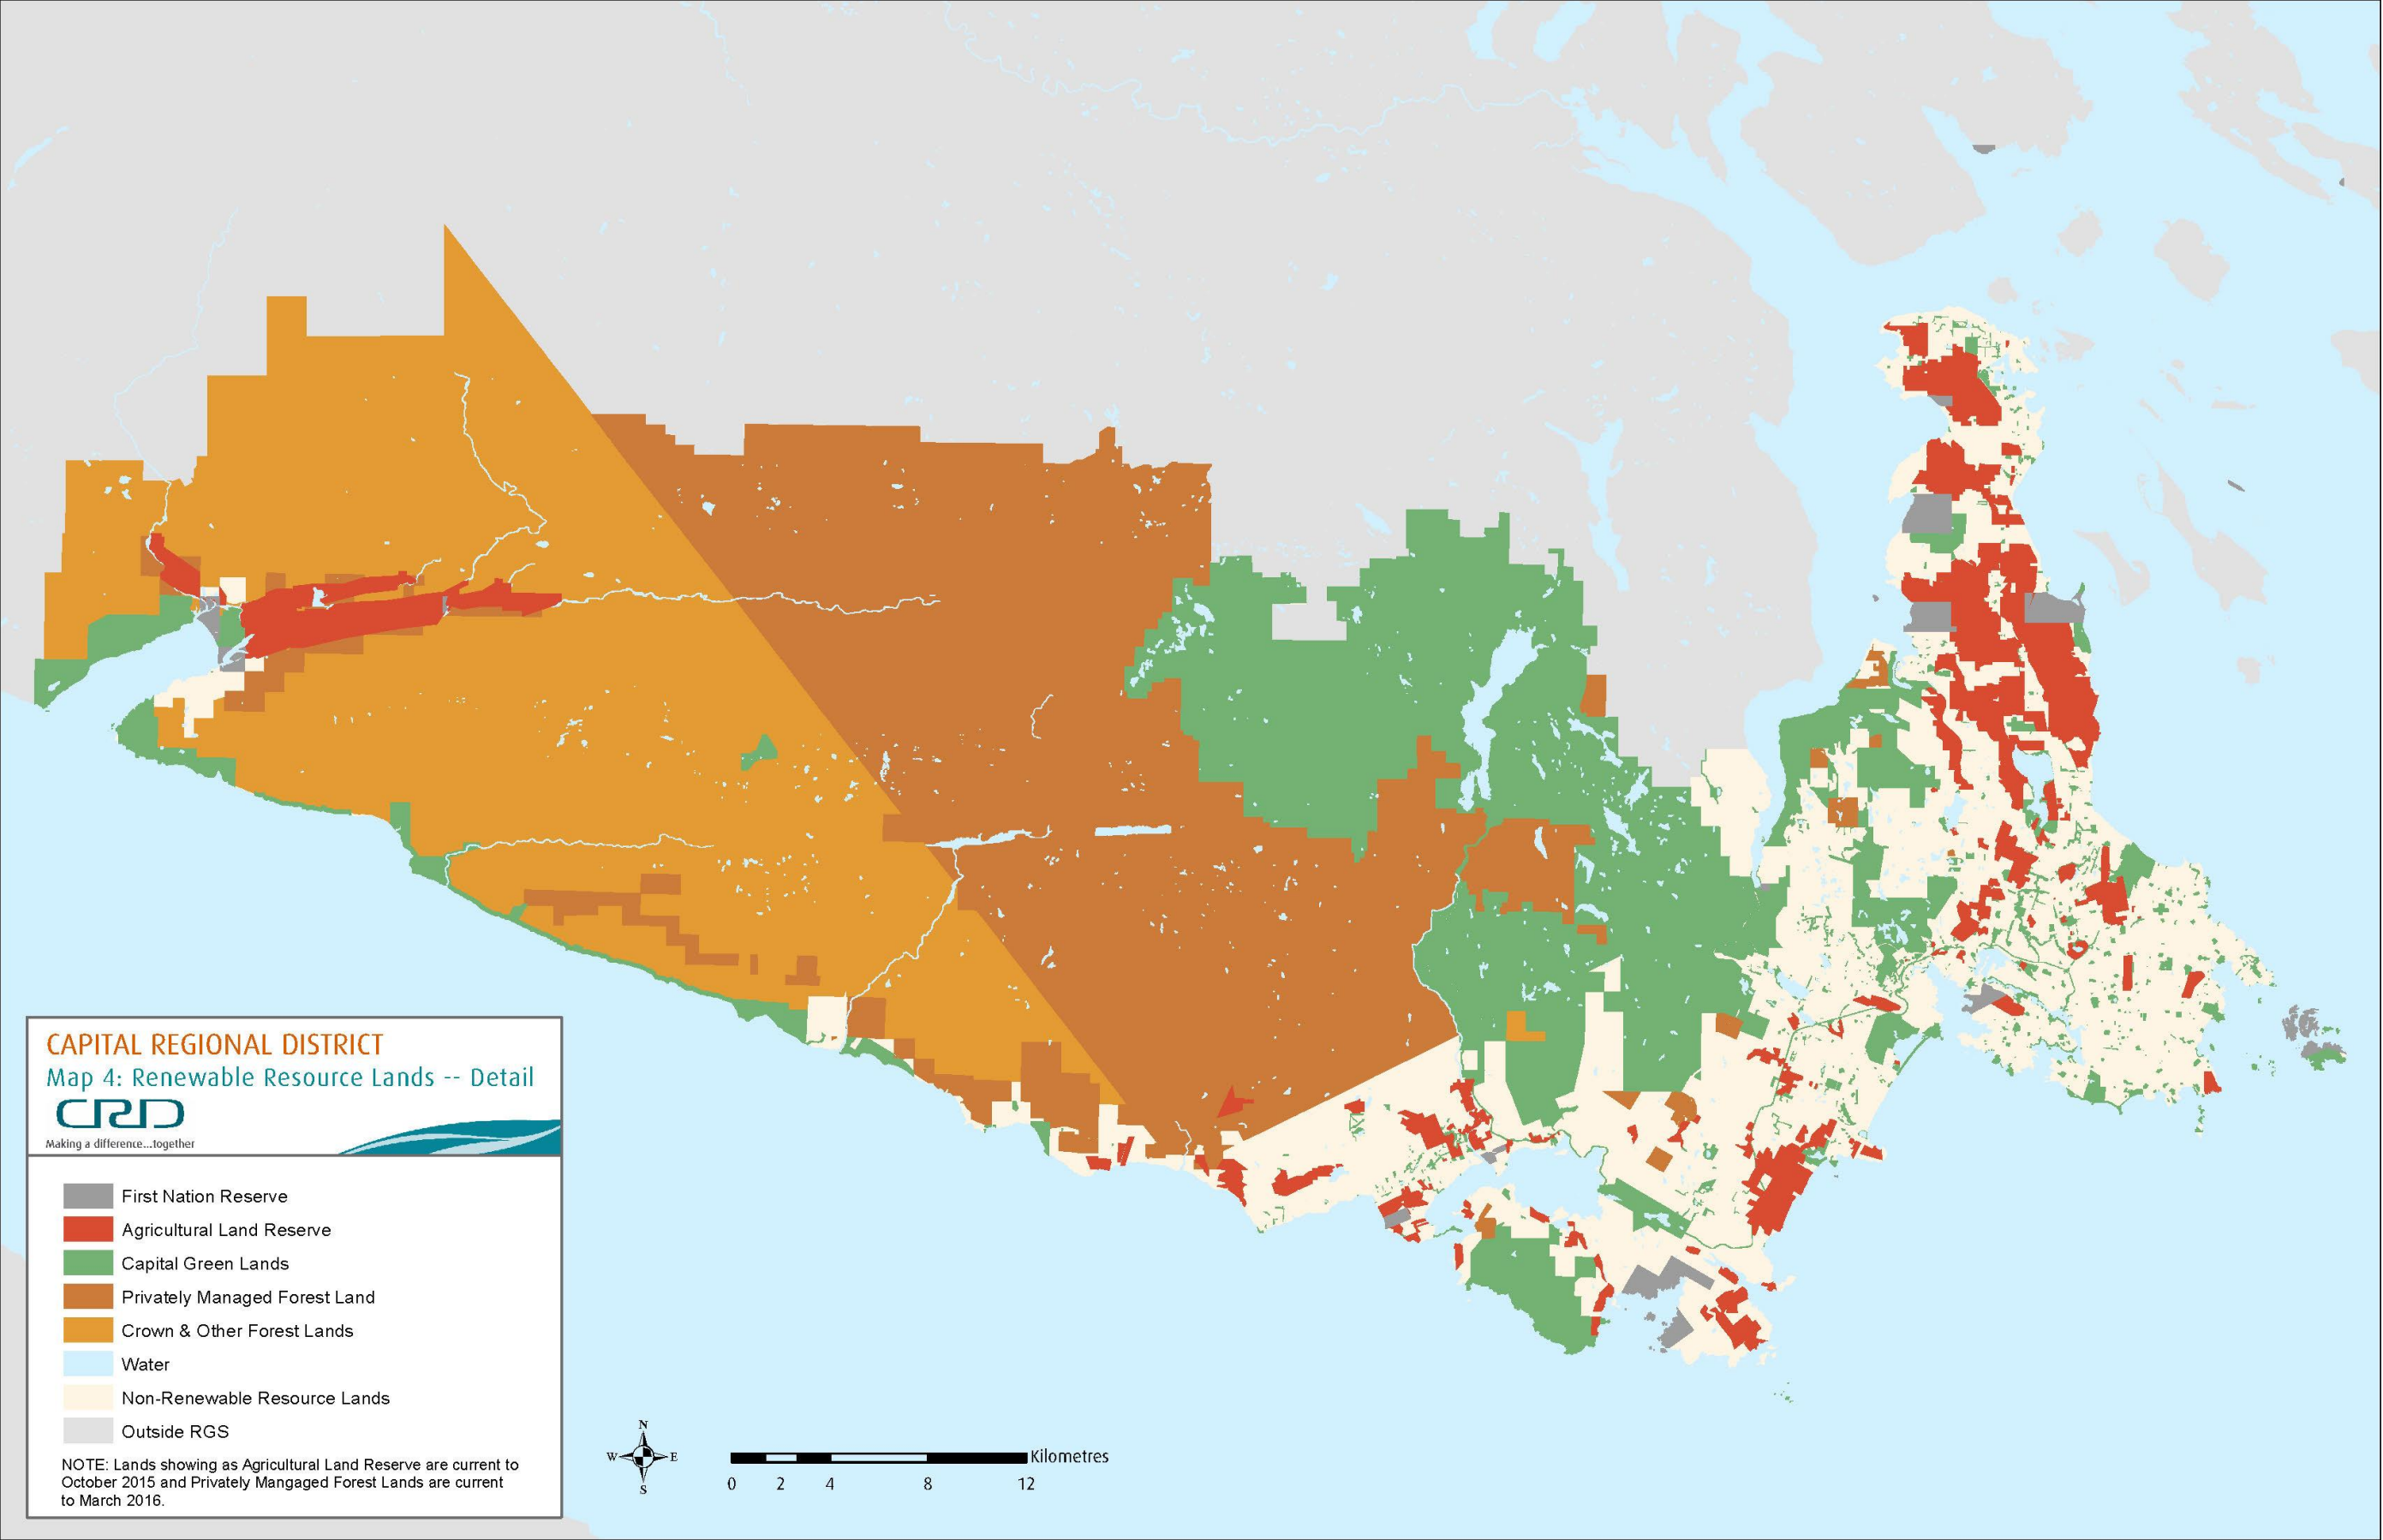 CAPITAL REGIONAL DISTRICT
Map 4: Renewable Resource Lands -- Detail
CRD
Making a difference...together
First Nation Reserve
Agricultural Land Reserve
Capital Green Lands
Privately Managed Forest Land
Crown & Other Forest Lands
Water
Non-Renewable Resource Lands
Outside RGS
NOTE: Lands showing as Agricultural Land Reserve are current to
October 2015 and Privately Mangaged Forest Lands are current
to March 2016.
N
W E
S
Kilometres
0 2 4 8 12